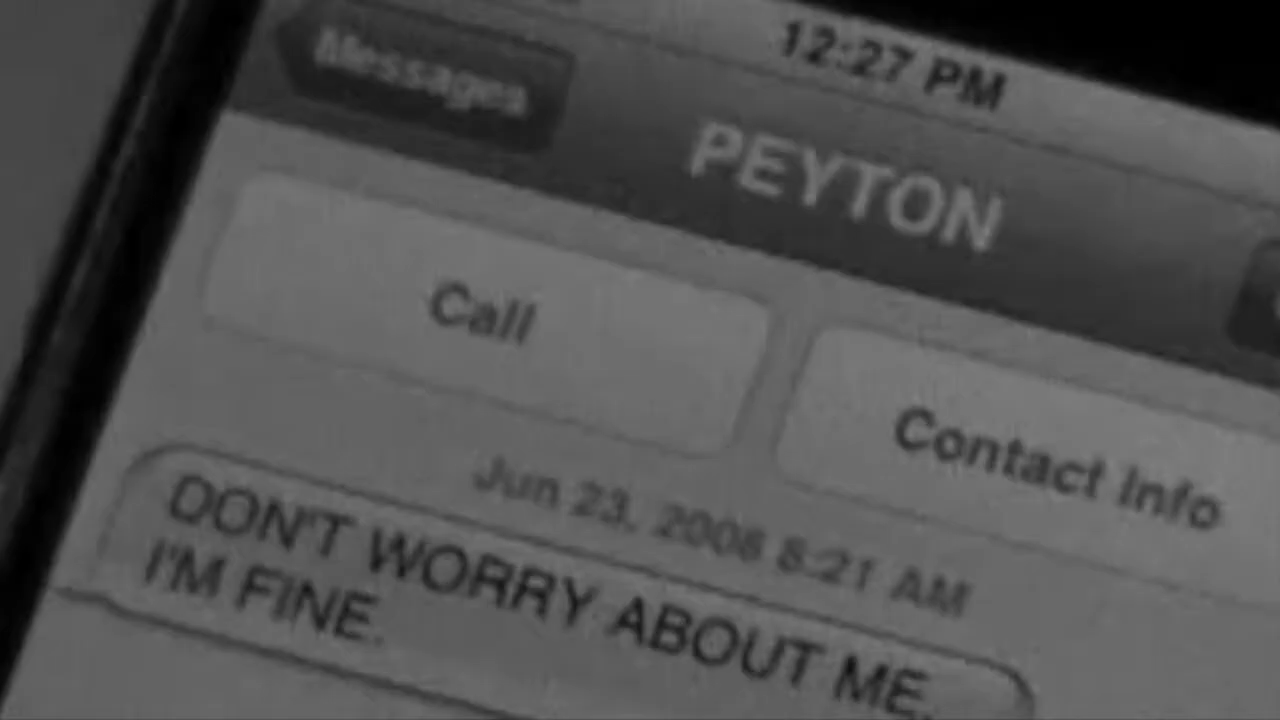 12:27 PM
Messages
PEYTON
Call
Contact Info
Jun 23, 2008 8:21 AM
DON'T WORRY ABOUT ME.
I'M FINE.